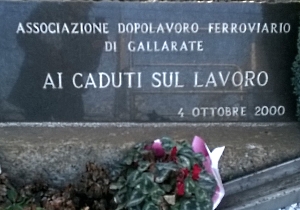 ASSOCIAZIONE DOPOLAVORO FERROVIARIO
DI GALLARATE
AI CADUTI SUL LAVORO
4 OTTOBRE 2000